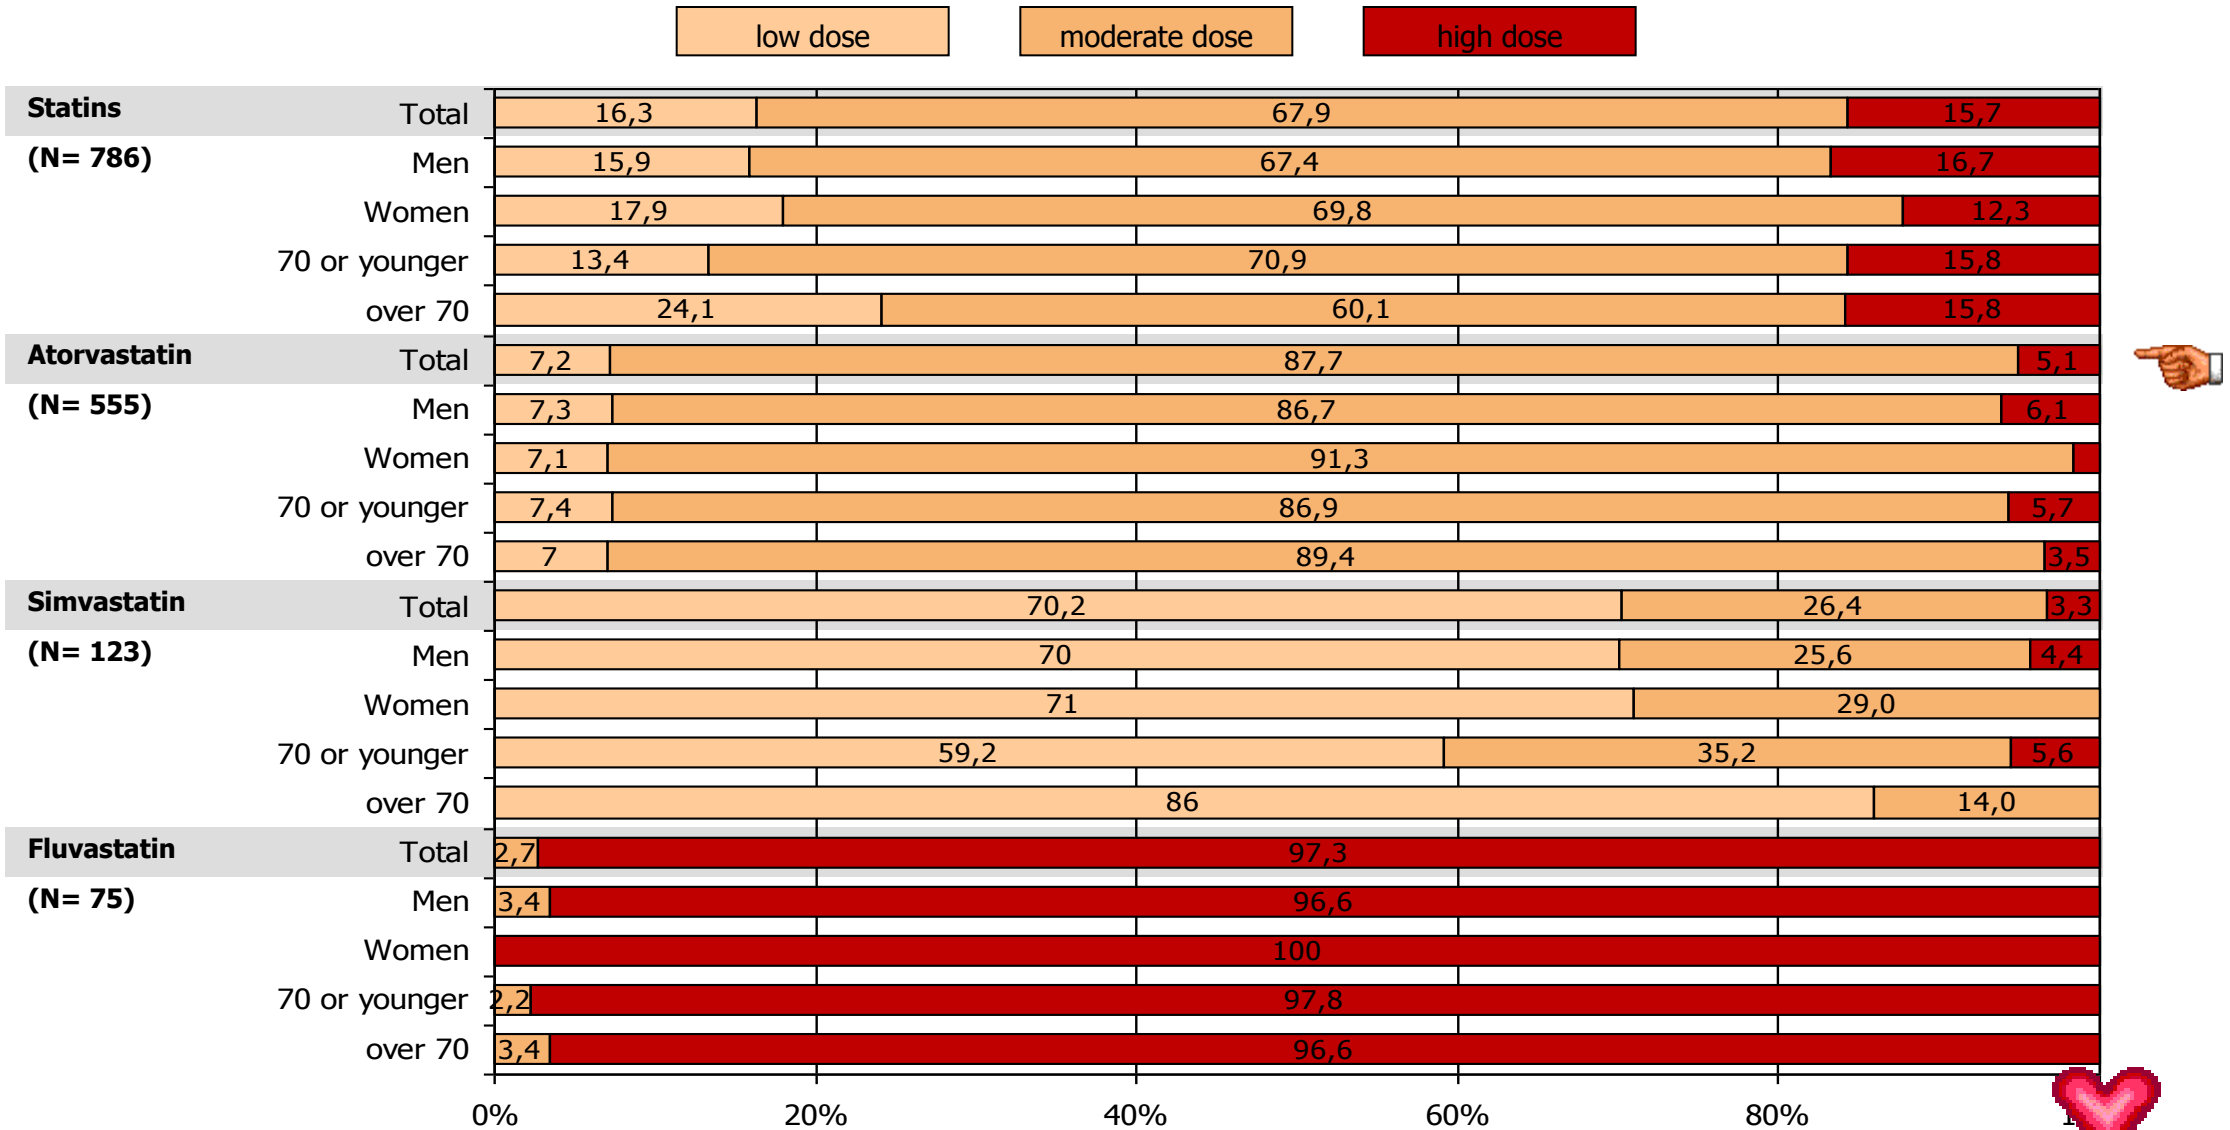 low dose moderate dose high dose
Statins Total 16,3 67,9 15,7
(N= 786) Men 15,9 67,4 16,7
Women 17,9 69,8 12,3
70 or younger 13,4 70,9 15,8
over 70 24,1 60,1 15,8
Atorvastatin Total 7,2 87,7 5,1
(N= 555) Men 7,3 86,7 6,1
Women 7,1 91,3
70 or younger 7,4 86,9 5,7
over 70 7 89,4 3,5
Simvastatin Total 70,2 26,4 3,3
(N= 123) Men 70 25,6 4,4
Women 71 29,0
70 or younger 59,2 35,2 5,6
over 70 86 14,0
Fluvastatin Total 2,7 97,3
(N= 75) Men 3,4 96,6
Women 100
70 or younger 2,2 97,8
over 70 3,4 96,6
0% 20% 40% 60% 80%